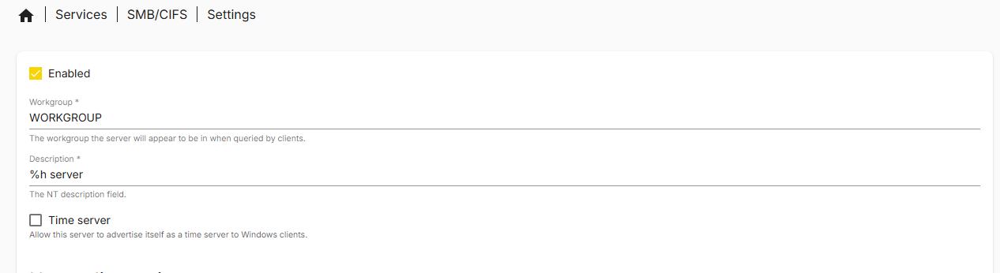 Services | SMB/CIFS | Settings
Enabled
Workgroup *
WORKGROUP
The workgroup the server will appear to be in when queried by clients.
Description *
%h server
The NT description field.
Time server
Allow this server to advertise itself as a time server to Windows clients.